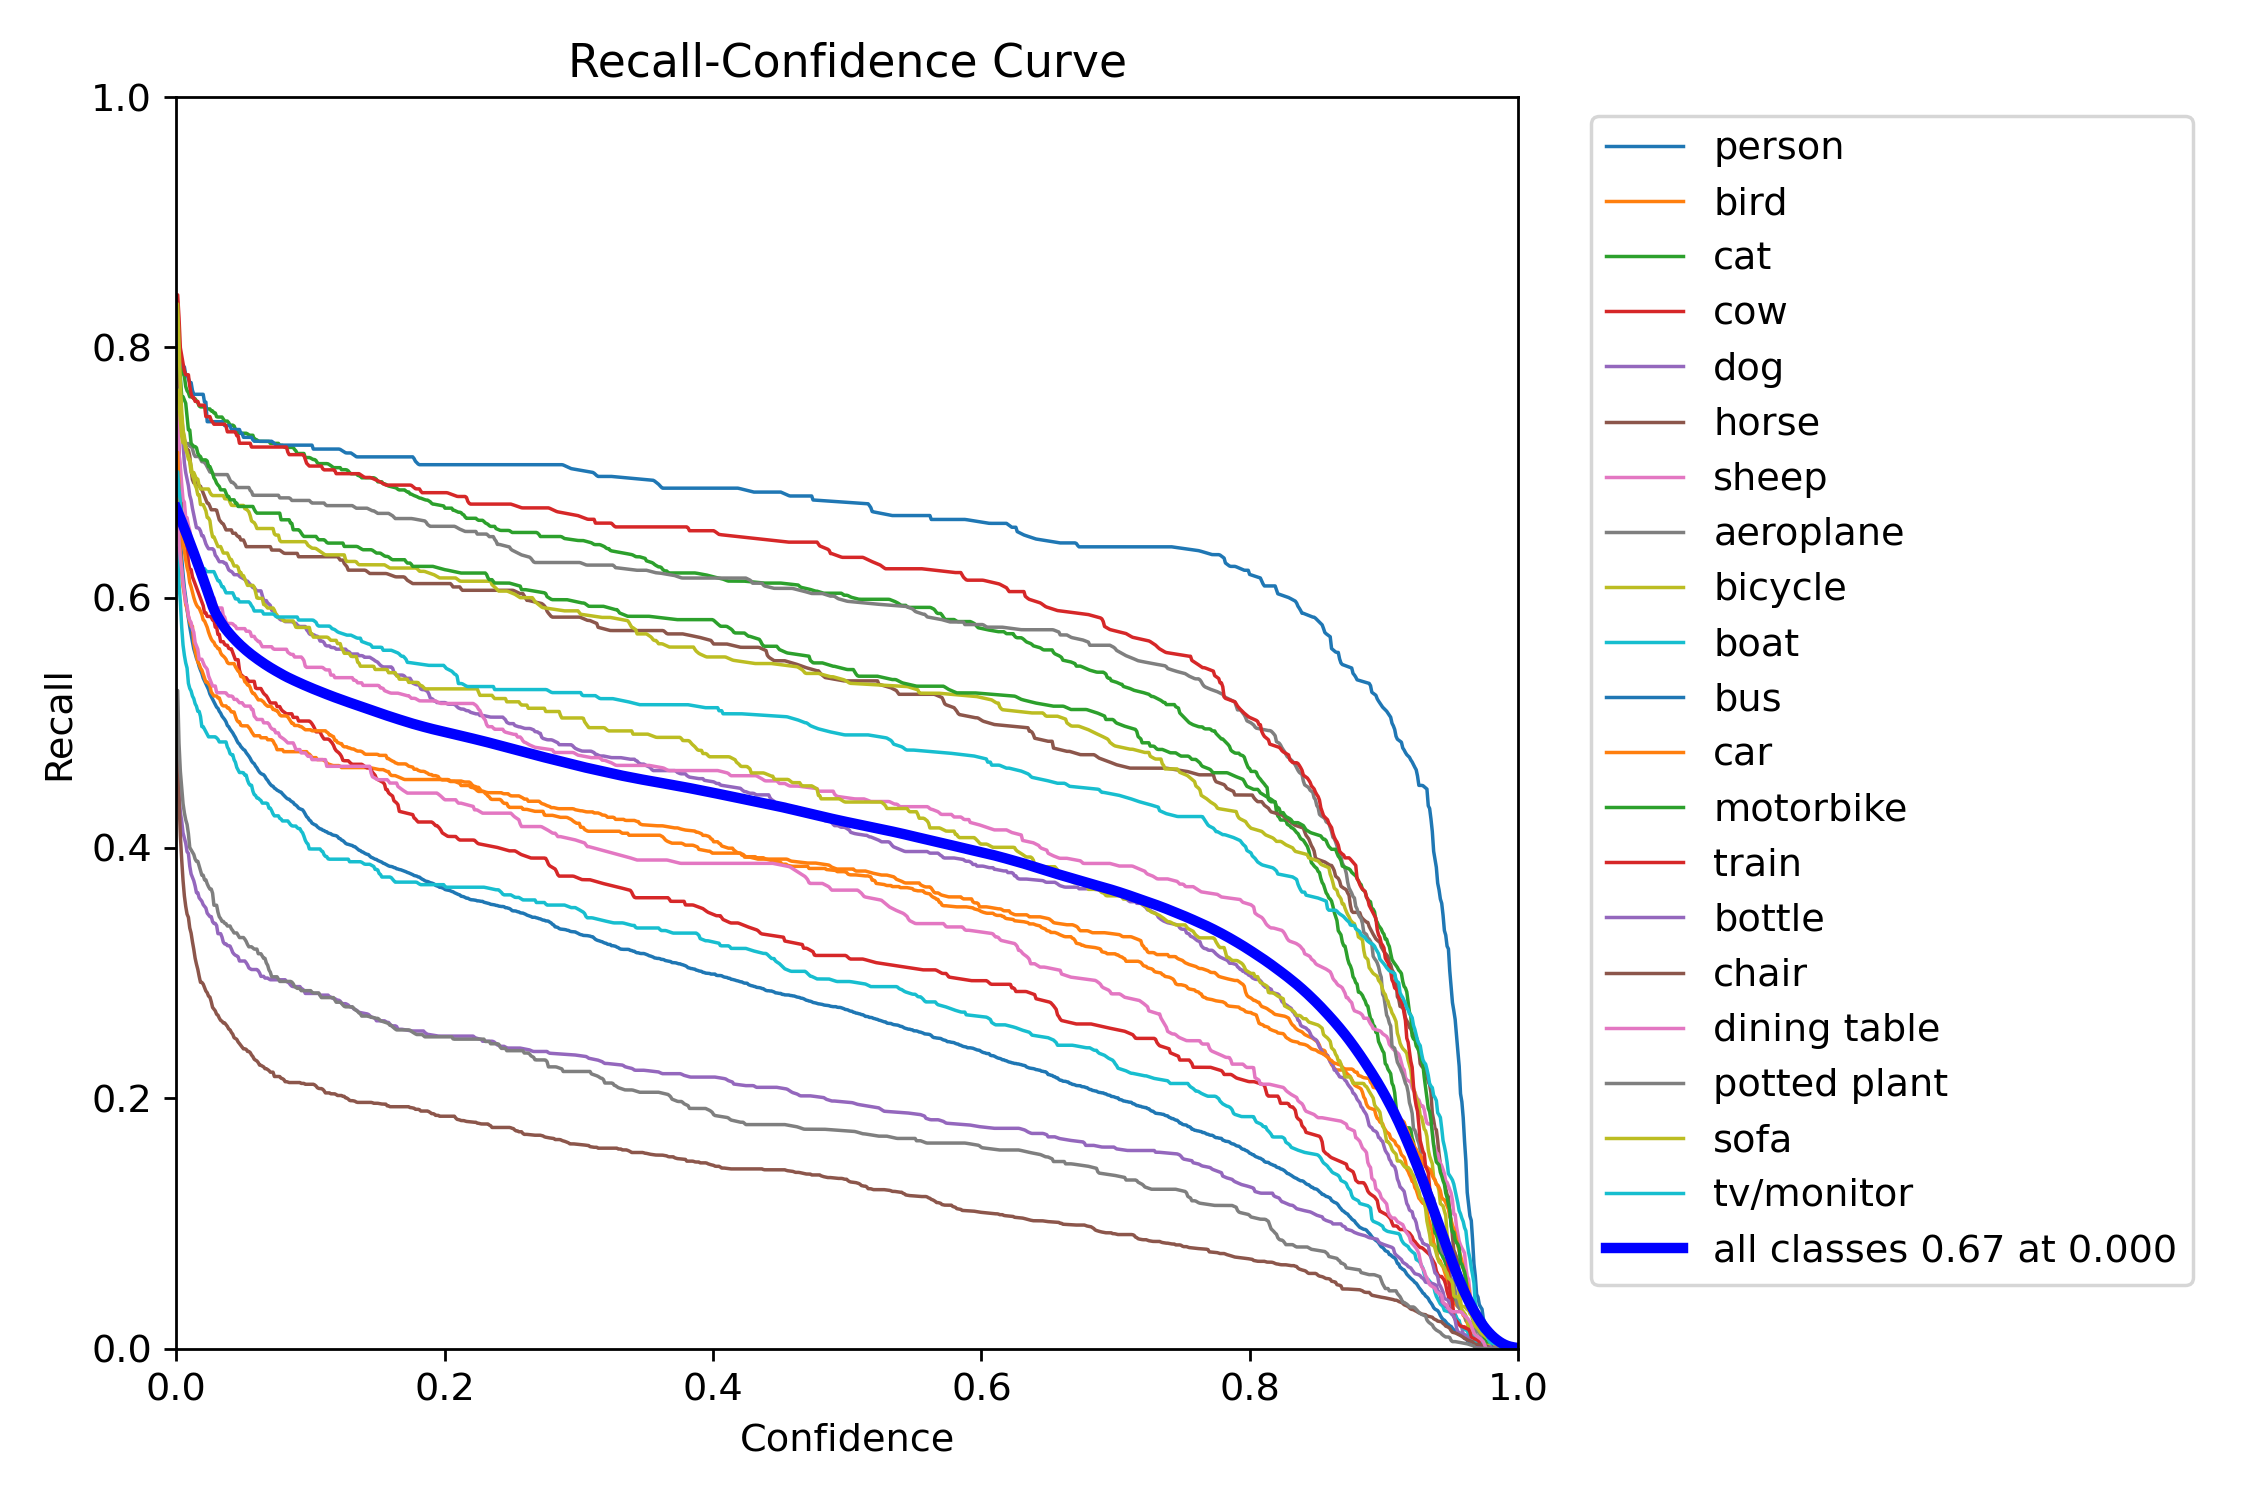 Recall-Confidence Curve
1.0
0.8
0.6
0.4
0.2
0.0
Recall
0.0 0.2 0.4 0.6 0.8 1.0
Confidence
person
bird
cat
cow
dog
horse
sheep
aeroplane
bicycle
boat
bus
car
motorbike
train
bottle
chair
dining table
potted plant
sofa
tv/monitor
all classes 0.67 at 0.000